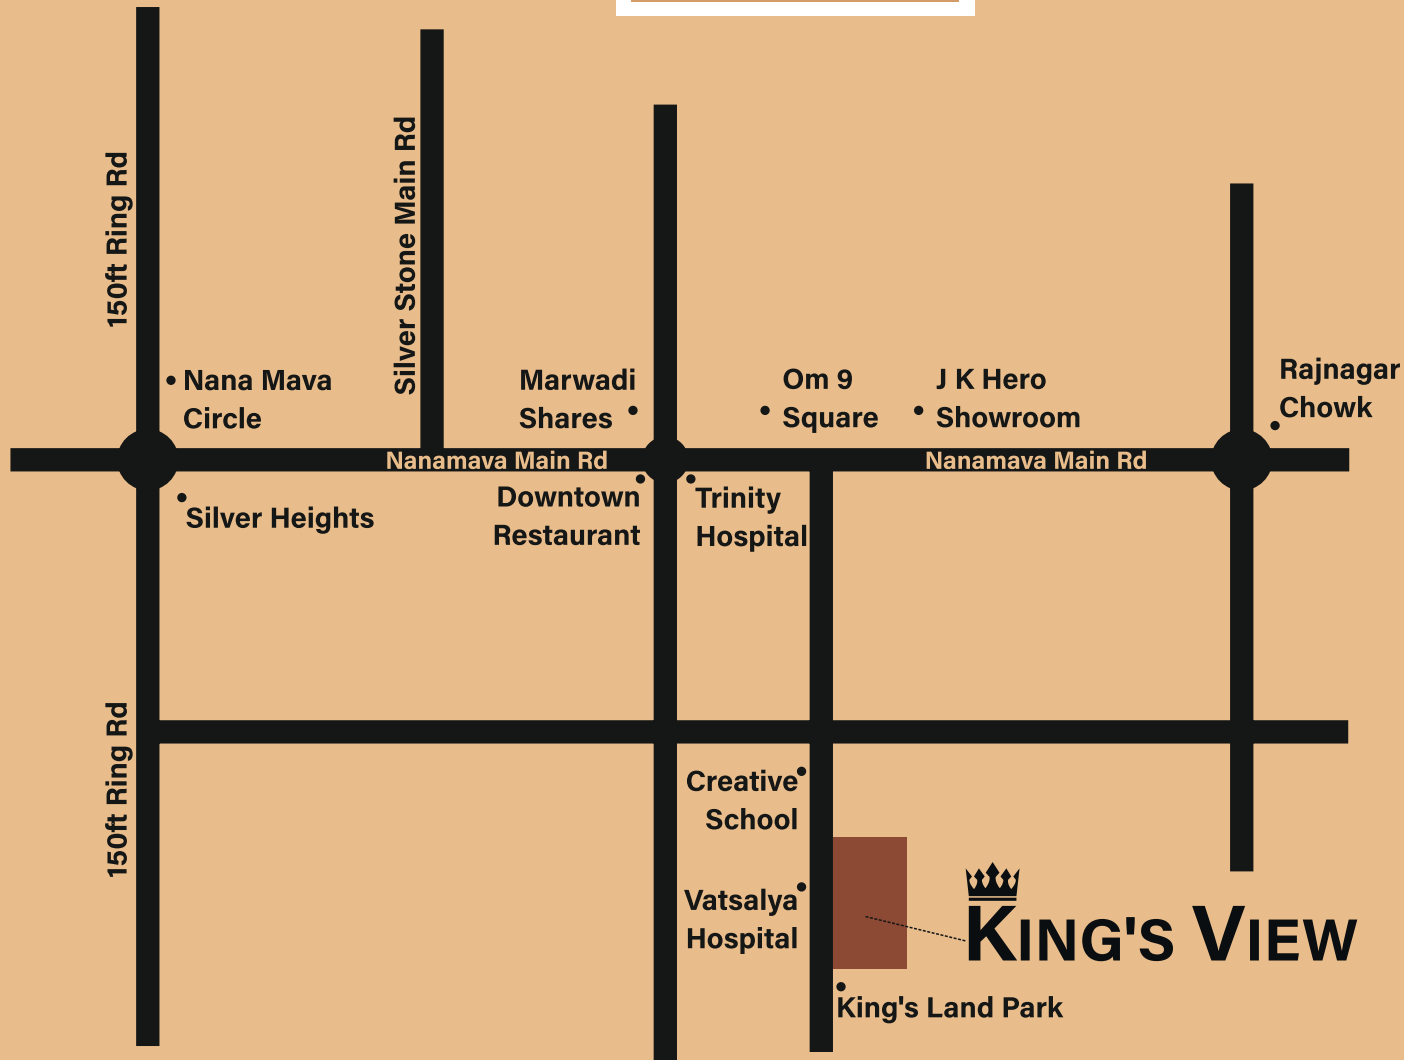 150ft Ring Rd
Silver Stone Main Rd
Nana Mava
Circle
Marwadi
Shares
Om 9
Square
J K Hero
Showroom
Rajnagar
Chowk
Nanamava Main Rd
Nanamava Main Rd
Silver Heights
Downtown
Restaurant
Trinity
Hospital
150ft Ring Rd
Creative
School
Vatsalya
Hospital
KING'S VIEW
King's Land Park